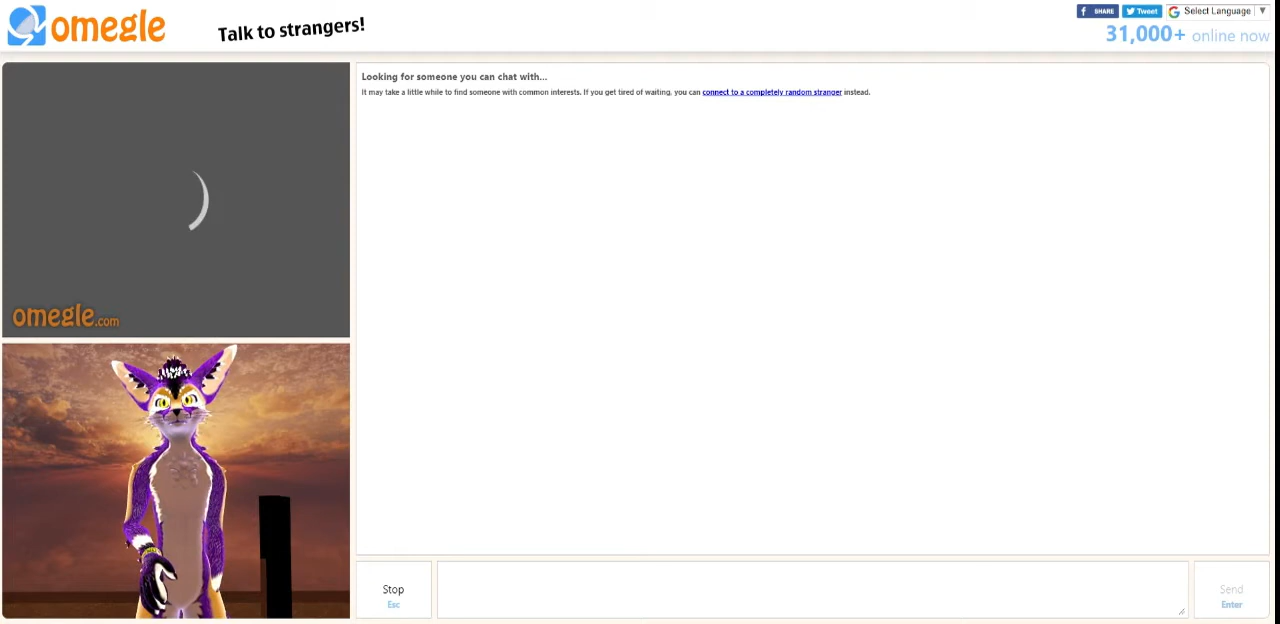 omegle
Talk to strangers!
f SHARE
Tweet
G Select Language ▼
31,000+ online now
Looking for someone you can chat with...
It may take a little while to find someone with common interests. If you get tired of waiting, you can connect to a completely random stranger instead.
omegle.com
Stop
Esc
Send
Enter